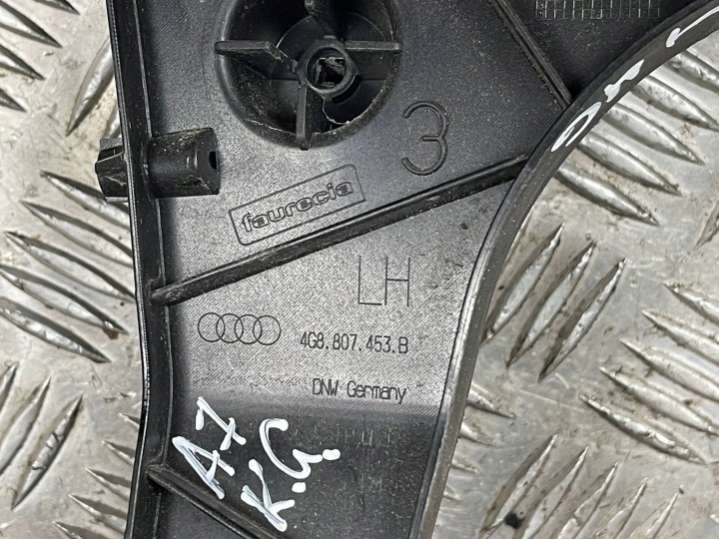 3
faurecia
LH
4G8.807.453.B
DNW Germany
A7
K.G.